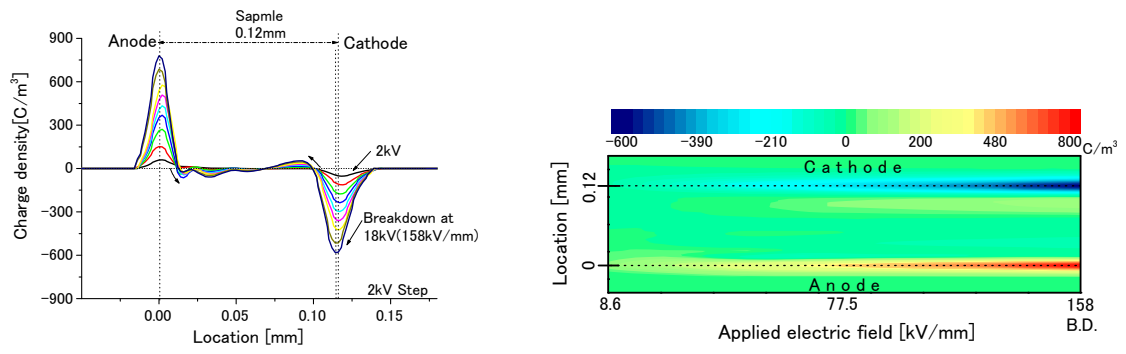 Sapmle
0.12mm
Anode
Cathode
900
600
300
0
−300
−600
−900
Charge density[C/m³]
2kV
Breakdown at
18kV(158kV/mm)
2kV Step
0.00
0.05
0.10
0.15
Location [mm]
−600
−390
−210
0
200
480
800
C/m³
Cathode
Anode
0.12
0
Location [mm]
8.6
77.5
158
B.D.
Applied electric field [kV/mm]